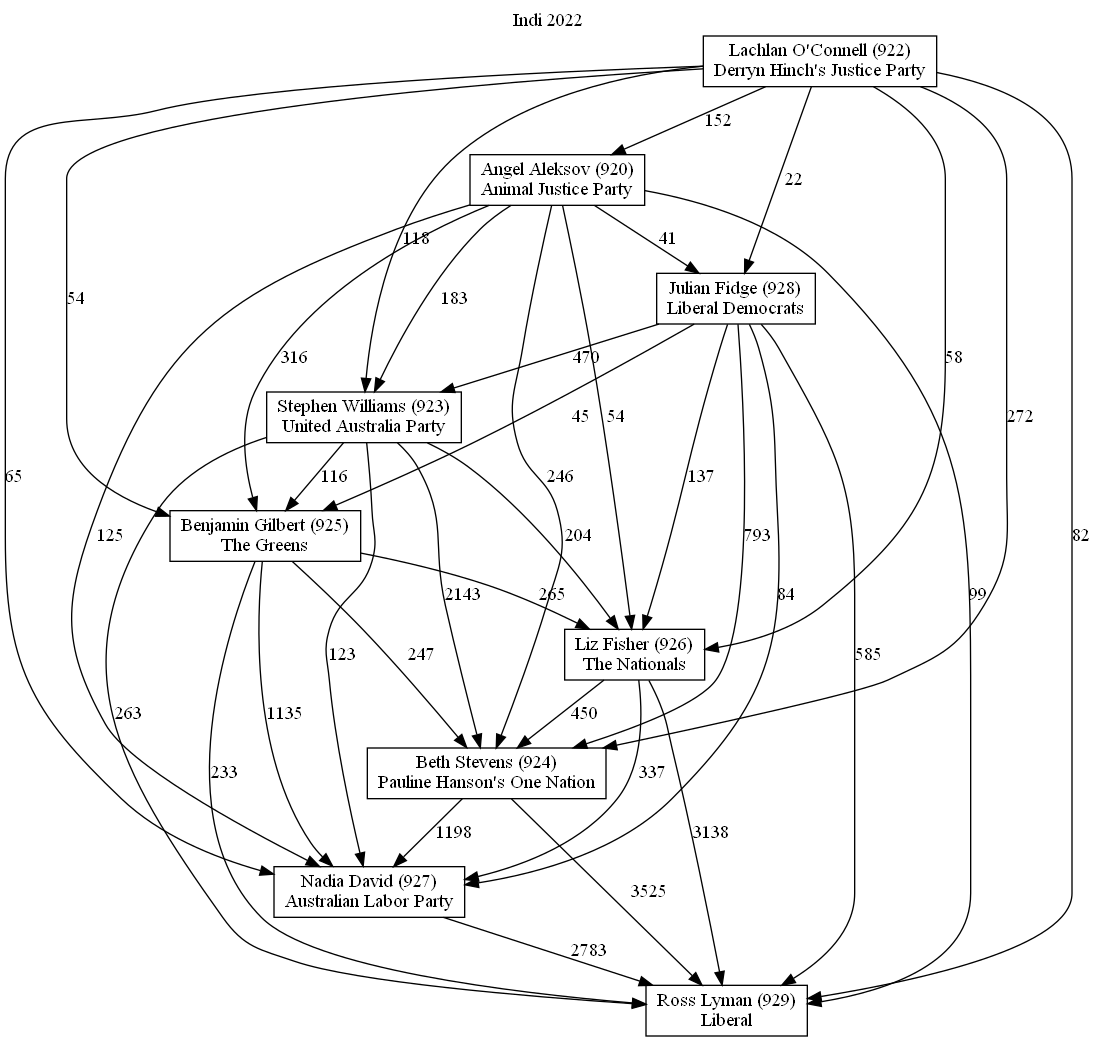 Indi 2022
Lachlan O'Connell (922)
Derryn Hinch's Justice Party
152
Angel Aleksov (920)
Animal Justice Party
22
118
41
54
183
Julian Fidge (928)
Liberal Democrats
316
470
58
Stephen Williams (923)
United Australia Party
45
54
272
65
116
246
137
Benjamin Gilbert (925)
The Greens
125
204
793
82
2143
265
84
99
Liz Fisher (926)
The Nationals
123
247
585
263
1135
450
Beth Stevens (924)
Pauline Hanson's One Nation
233
337
1198
3138
Nadia David (927)
Australian Labor Party
3525
2783
Ross Lyman (929)
Liberal